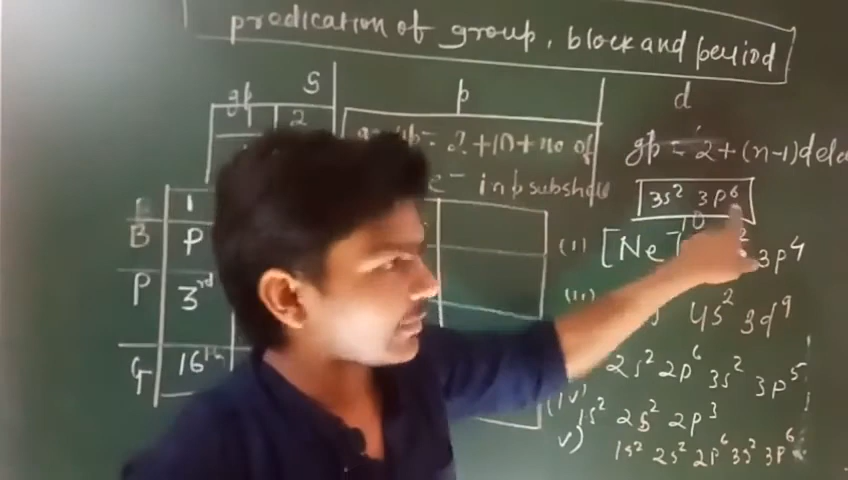 predication of group, block and period
gp S
2
p
d
2+10+no of
e⁻ in p subshell
gp = 2+(n-1)d ele
3s² 3p⁶
10
1
B P
P 3rd
G 16th
(i) [Ne] 3p⁴
4s² 3d⁹
2s² 2p⁶ 3s² 3p⁵
(iv) 1s² 2s² 2p³
v) 1s² 2s² 2p⁶ 3s² 3p⁶